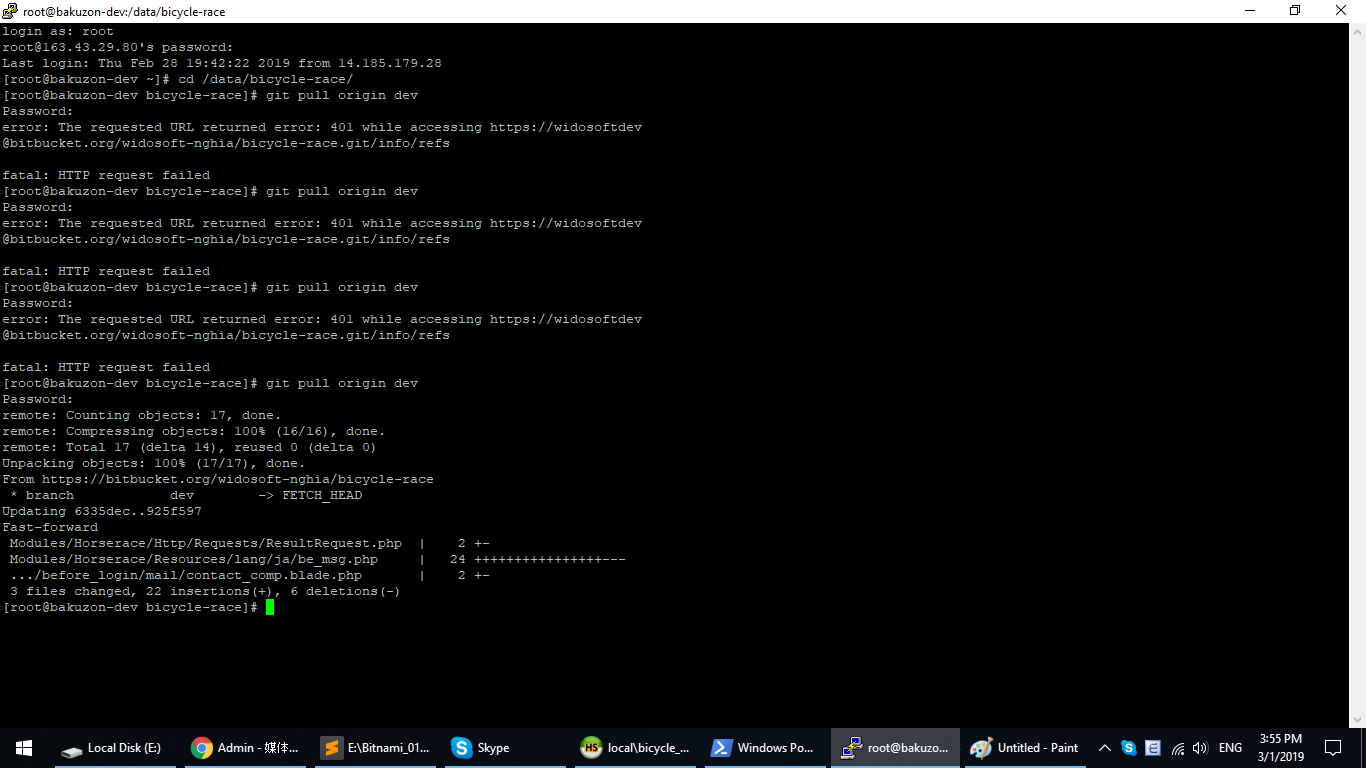 root@bakuzon-dev:/data/bicycle-race
login as: root
root@163.43.29.80's password:
Last login: Thu Feb 28 19:42:22 2019 from 14.185.179.28
[root@bakuzon-dev ~]# cd /data/bicycle-race/
[root@bakuzon-dev bicycle-race]# git pull origin dev
Password:
error: The requested URL returned error: 401 while accessing https://widosoftdev
@bitbucket.org/widosoft-nghia/bicycle-race.git/info/refs
fatal: HTTP request failed
[root@bakuzon-dev bicycle-race]# git pull origin dev
Password:
error: The requested URL returned error: 401 while accessing https://widosoftdev
@bitbucket.org/widosoft-nghia/bicycle-race.git/info/refs
fatal: HTTP request failed
[root@bakuzon-dev bicycle-race]# git pull origin dev
Password:
error: The requested URL returned error: 401 while accessing https://widosoftdev
@bitbucket.org/widosoft-nghia/bicycle-race.git/info/refs
fatal: HTTP request failed
[root@bakuzon-dev bicycle-race]# git pull origin dev
Password:
remote: Counting objects: 17, done.
remote: Compressing objects: 100% (16/16), done.
remote: Total 17 (delta 14), reused 0 (delta 0)
Unpacking objects: 100% (17/17), done.
From https://bitbucket.org/widosoft-nghia/bicycle-race
 * branch            dev        -> FETCH_HEAD
Updating 6335dec..925f597
Fast-forward
 Modules/Horserace/Http/Requests/ResultRequest.php  |    2 +-
 Modules/Horserace/Resources/lang/ja/be_msg.php     |   24 ++++++++++++++++---
 .../before_login/mail/contact_comp.blade.php       |    2 +-
 3 files changed, 22 insertions(+), 6 deletions(-)
[root@bakuzon-dev bicycle-race]#
Local Disk (E:) Admin - 媒体... E:\Bitnami_01... Skype HS local\bicycle_... Windows Po... root@bakuzo... Untitled - Paint ENG 3:55 PM
3/1/2019